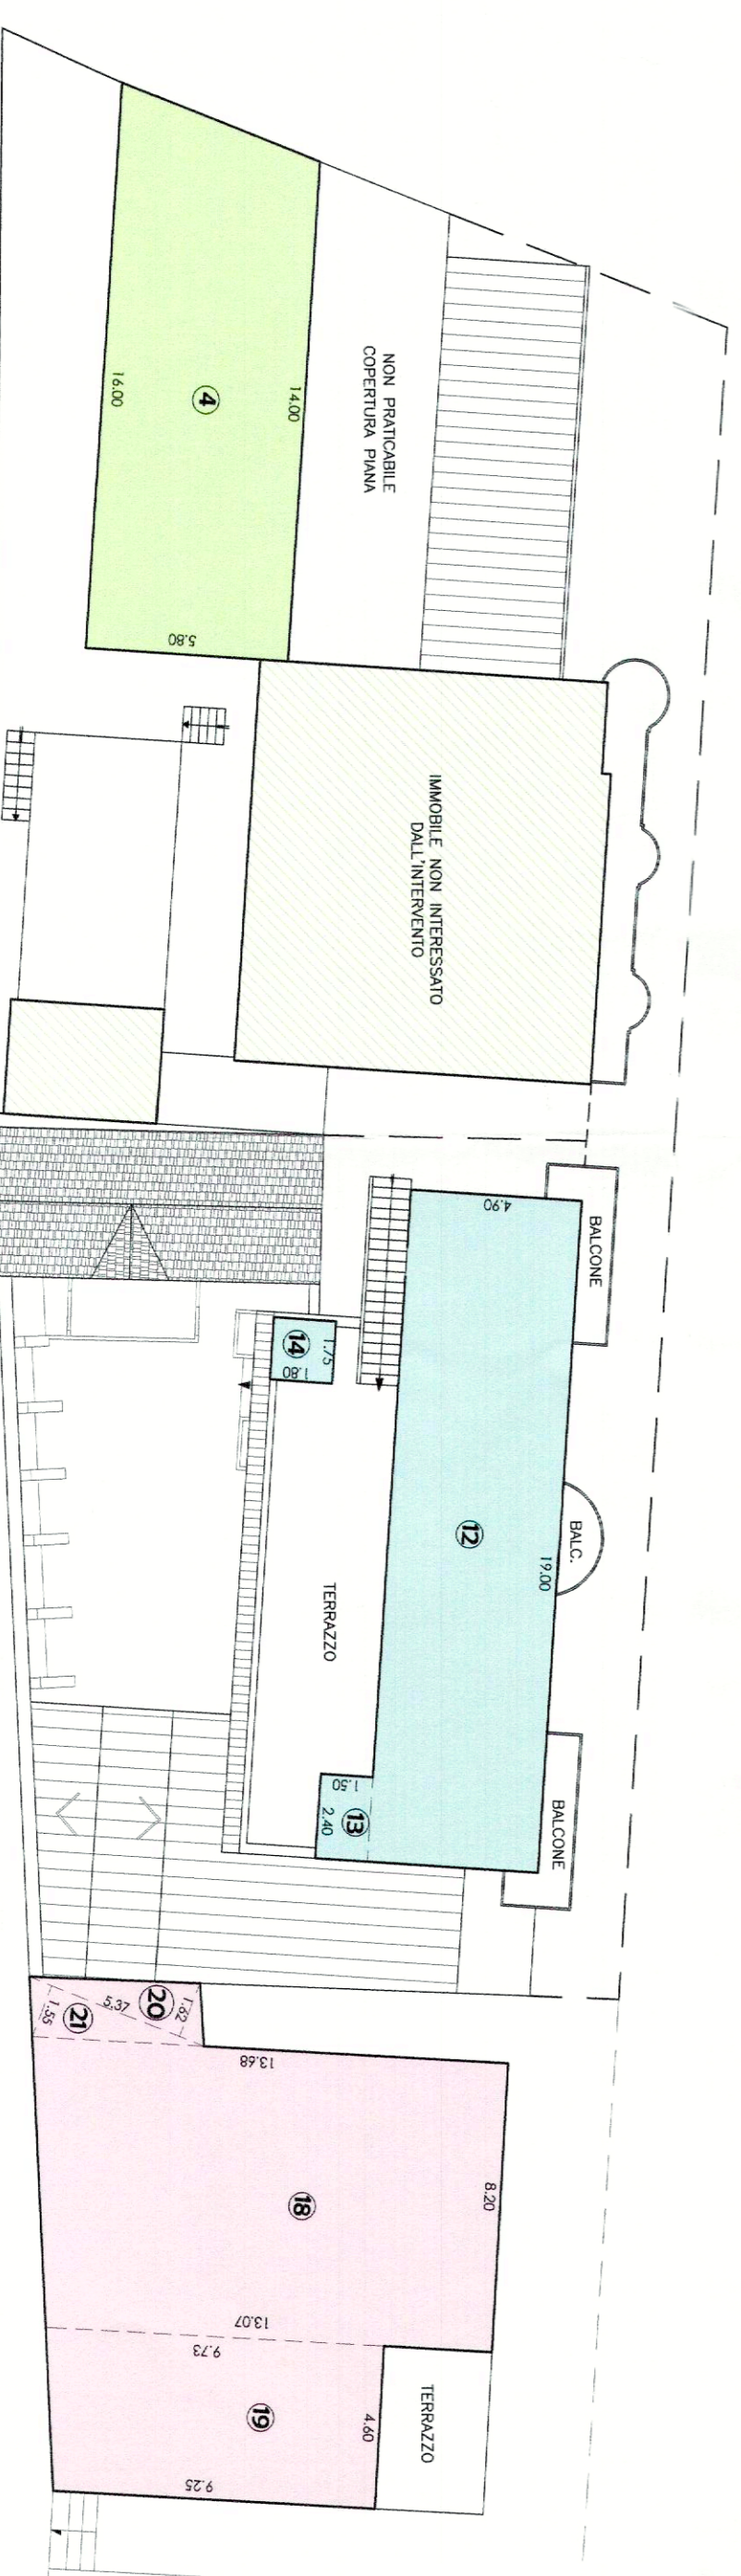 14.00
4
16.00
5.80
NON PRATICABILE
COPERTURA PIANA
IMMOBILE NON INTERESSATO
DALL'INTERVENTO
4.90
BALCONE
14
1.75
1.80
12
19.00
BALC.
TERRAZZO
1.50
13
2.40
BALCONE
20
1.62
5.37
21
1.55
13.68
8.20
18
13.07
9.73
19
4.60
TERRAZZO
9.25